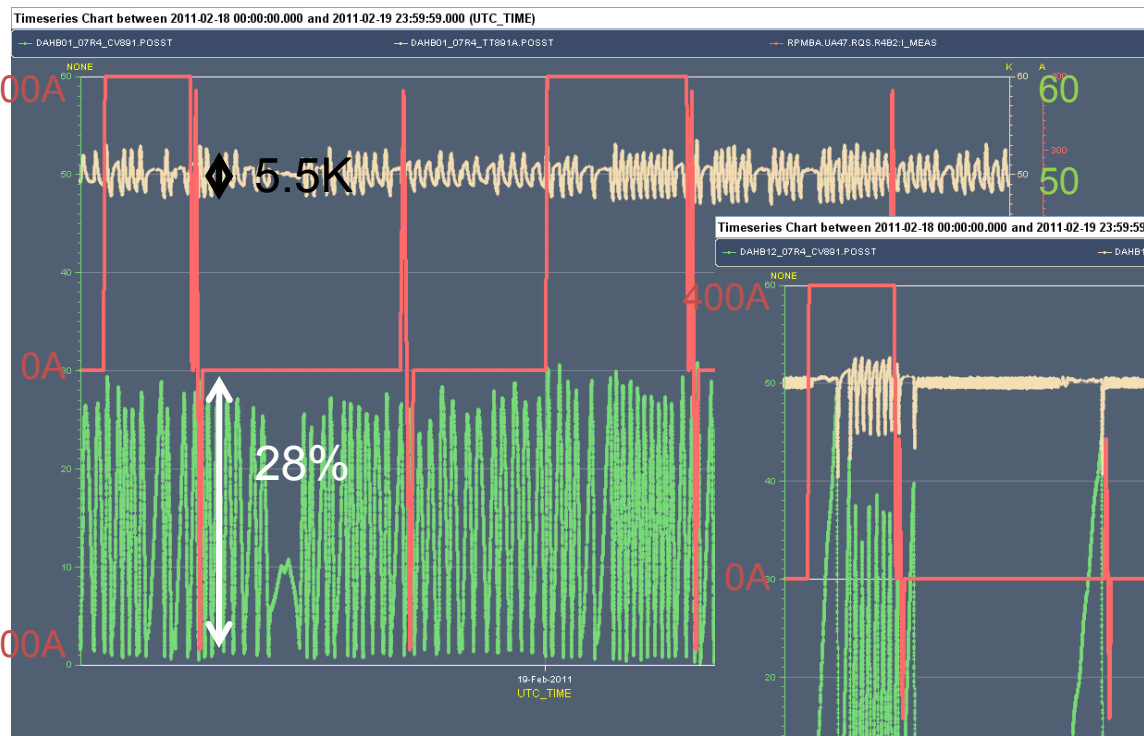 Timeseries Chart between 2011-02-18 00:00:00.000 and 2011-02-19 23:59:59.000 (UTC_TIME)
DAHB01_07R4_CV891.POSST DAHB01_07R4_TT891A.POSST RPMBA.UA47.RQS.R4B2:I_MEAS
NONE K A
00A 60 60 60
5.5K 300
50 50 50
Timeseries Chart between 2011-02-18 00:00:00.000 and 2011-02-19 23:59:59
DAHB12_07R4_CV891.POSST DAHB1
NONE
40
400A 60
0A 30
50
28%
20 40
10 0A 30
00A 0
19-Feb-2011 20
UTC_TIME